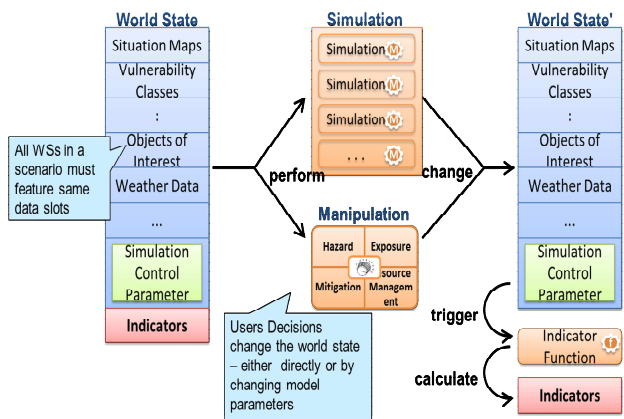 World State
Situation Maps
Vulnerability
Classes
:
Objects of
Interest
Weather Data
...
Simulation
Control
Parameter
Indicators
All WSs in a
scenario must
feature same
data slots
perform
Simulation
Simulation M
Simulation M
Simulation M
... M
Manipulation
Hazard
Exposure
Mitigation
source
Managem
ent
Users Decisions
change the world state
– either directly or by
changing model
parameters
change
World State'
Situation Maps
Vulnerability
Classes
:
Objects of
Interest
Weather Data
...
Simulation
Control
Parameter
trigger
Indicator
Function
f
calculate
Indicators